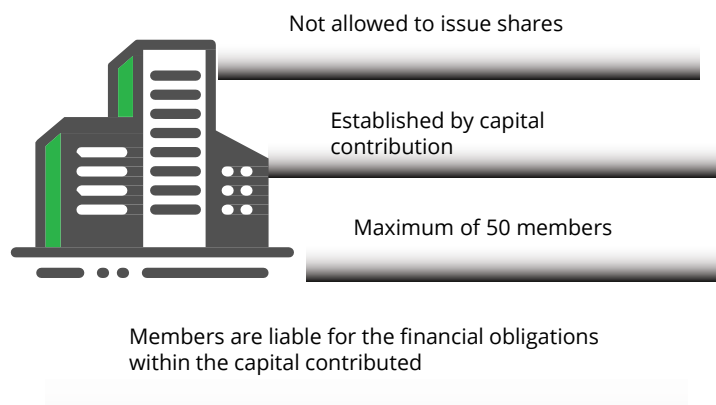 Not allowed to issue shares
Established by capital
contribution
Maximum of 50 members
Members are liable for the financial obligations
within the capital contributed